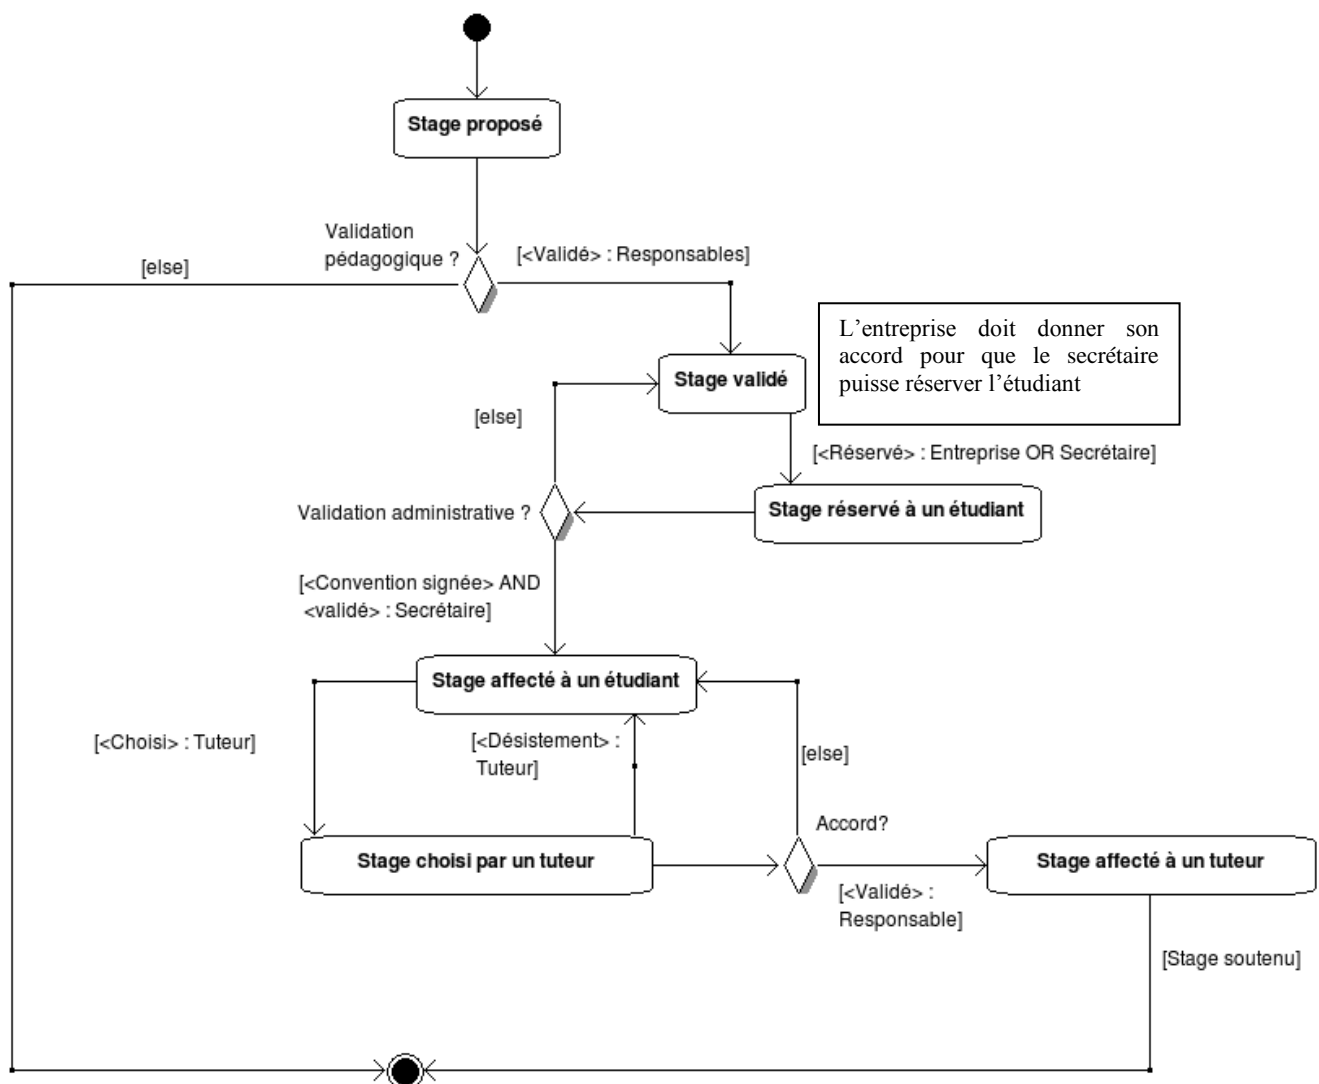 Stage proposé
Validation
pédagogique ?
[<Validé> : Responsables]
[else]
L’entreprise doit donner son
accord pour que le secrétaire
puisse réserver l’étudiant
Stage validé
[else]
[<Réservé> : Entreprise OR Secrétaire]
Validation administrative ?
Stage réservé à un étudiant
[<Convention signée> AND
<validé> : Secrétaire]
Stage affecté à un étudiant
[<Choisi> : Tuteur]
[<Désistement> :
Tuteur]
[else]
Accord?
Stage choisi par un tuteur
Stage affecté à un tuteur
[<Validé> :
Responsable]
[Stage soutenu]